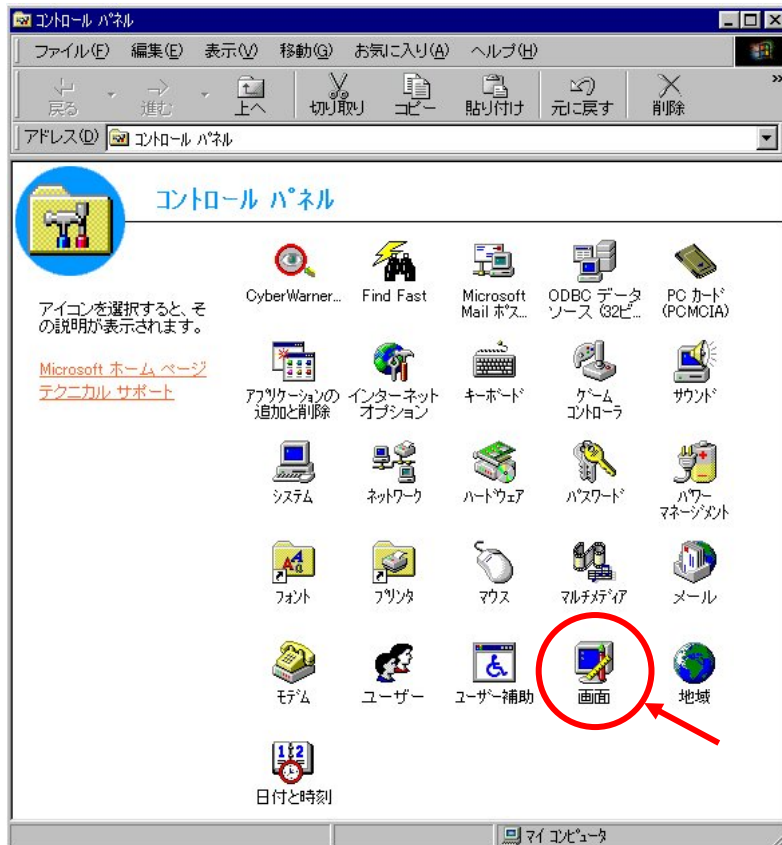 コントロール パネル
ファイル(F) 編集(E) 表示(V) 移動(G) お気に入り(A) ヘルプ(H)
戻る 進む 上へ 切り取り コピー 貼り付け 元に戻す 削除 »
アドレス(D) コントロール パネル
コントロール パネル
アイコンを選択すると、そ
の説明が表示されます。
Microsoft ホーム ページ
テクニカル サポート
CyberWarner... Find Fast Microsoft ODBC データ PC カード
Mail ポス... ソース (32ビ... (PCMCIA)
アプリケーションの インターネット キーボード ゲーム サウンド
追加と削除 オプション コントローラ
システム ネットワーク ハードウェア パスワード パワー
マネージメント
フォント プリンタ マウス マルチメディア メール
モデム ユーザー ユーザー補助 画面 地域
日付と時刻
マイ コンピュータ